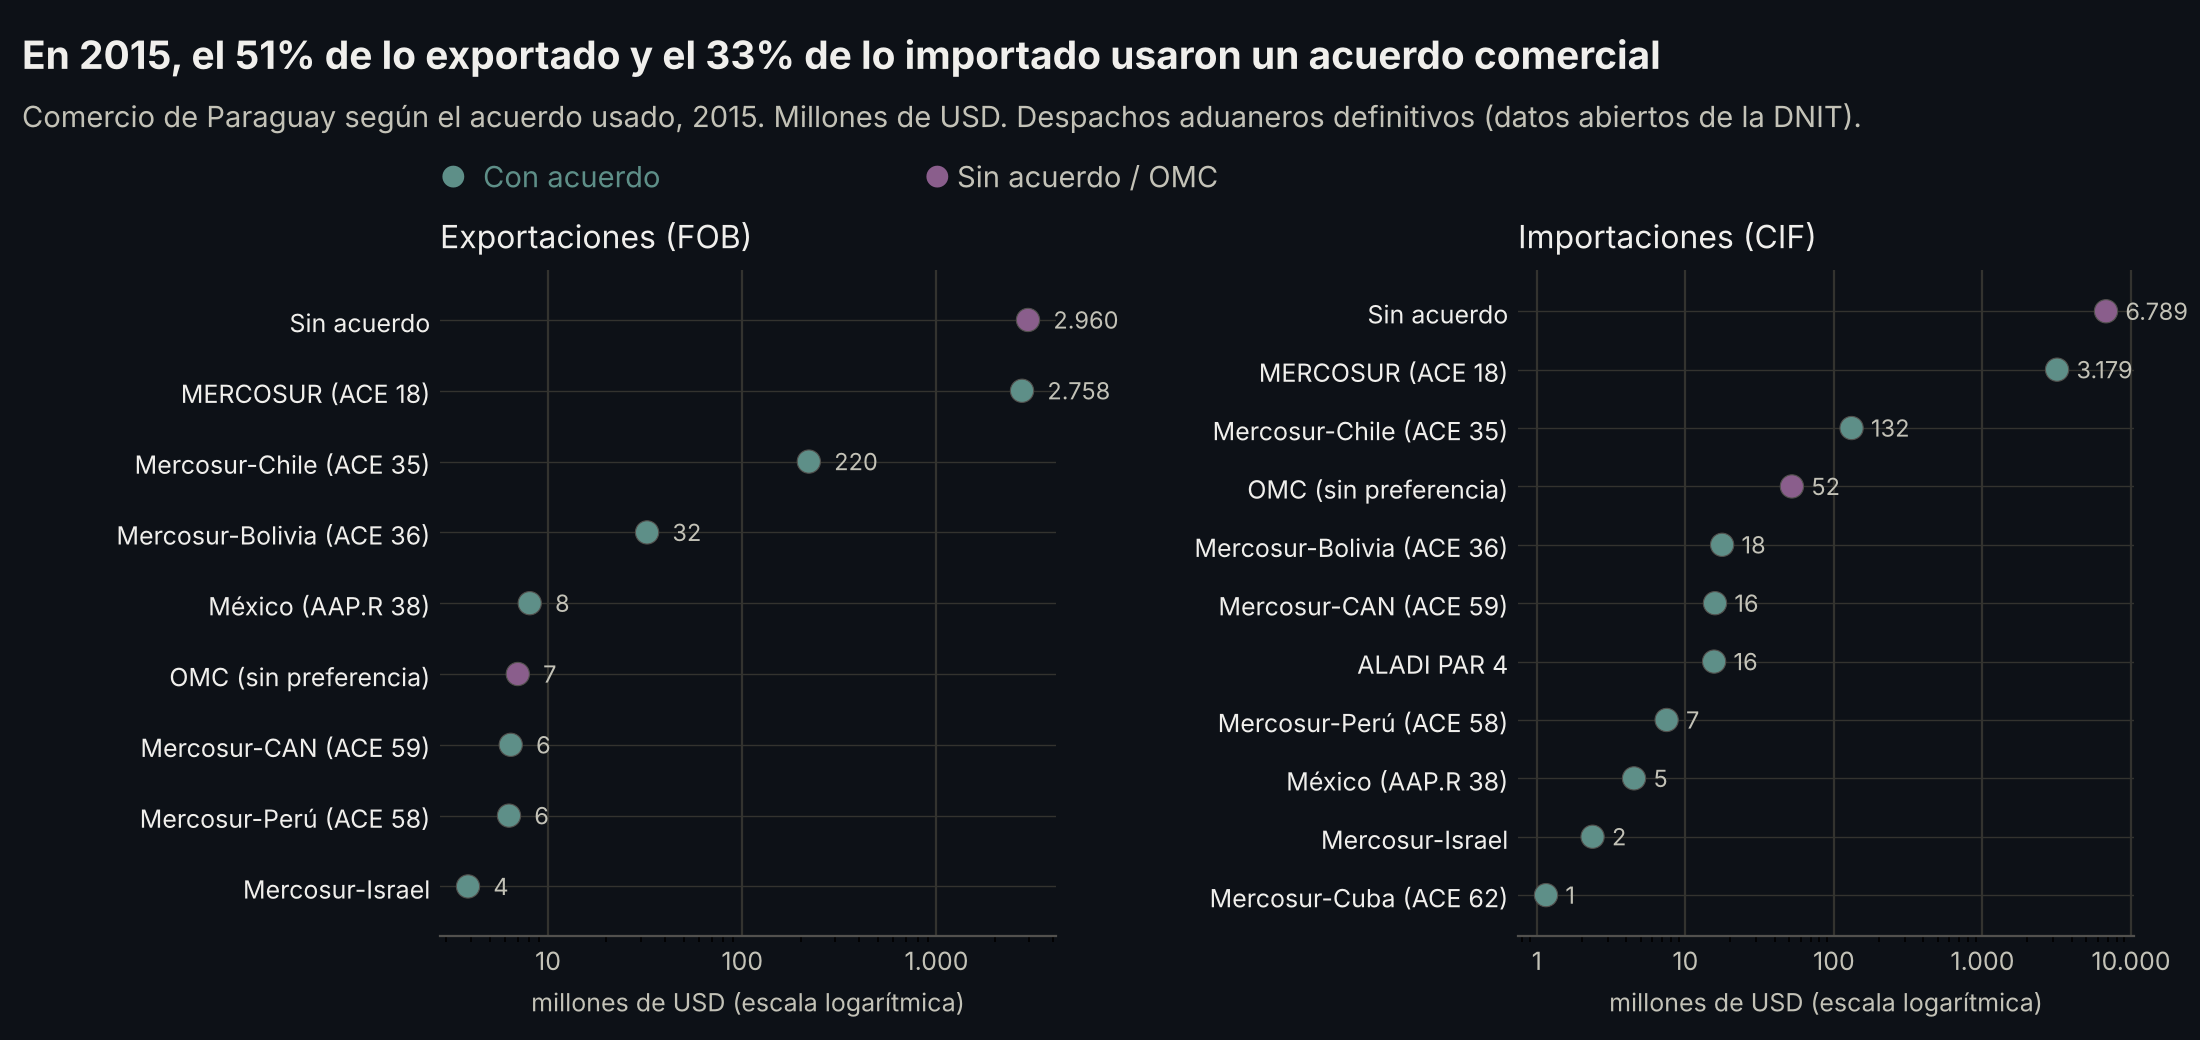 En 2015, el 51% de lo exportado y el 33% de lo importado usaron un acuerdo comercial
Comercio de Paraguay según el acuerdo usado, 2015. Millones de USD. Despachos aduaneros definitivos (datos abiertos de la DNIT).
Con acuerdo
Sin acuerdo / OMC
Exportaciones (FOB)
Sin acuerdo 2.960
MERCOSUR (ACE 18) 2.758
Mercosur-Chile (ACE 35) 220
Mercosur-Bolivia (ACE 36) 32
México (AAP.R 38) 8
OMC (sin preferencia) 7
Mercosur-CAN (ACE 59) 6
Mercosur-Perú (ACE 58) 6
Mercosur-Israel 4
10 100 1.000
millones de USD (escala logarítmica)
Importaciones (CIF)
Sin acuerdo 6.789
MERCOSUR (ACE 18) 3.179
Mercosur-Chile (ACE 35) 132
OMC (sin preferencia) 52
Mercosur-Bolivia (ACE 36) 18
Mercosur-CAN (ACE 59) 16
ALADI PAR 4 16
Mercosur-Perú (ACE 58) 7
México (AAP.R 38) 5
Mercosur-Israel 2
Mercosur-Cuba (ACE 62) 1
1 10 100 1.000 10.000
millones de USD (escala logarítmica)